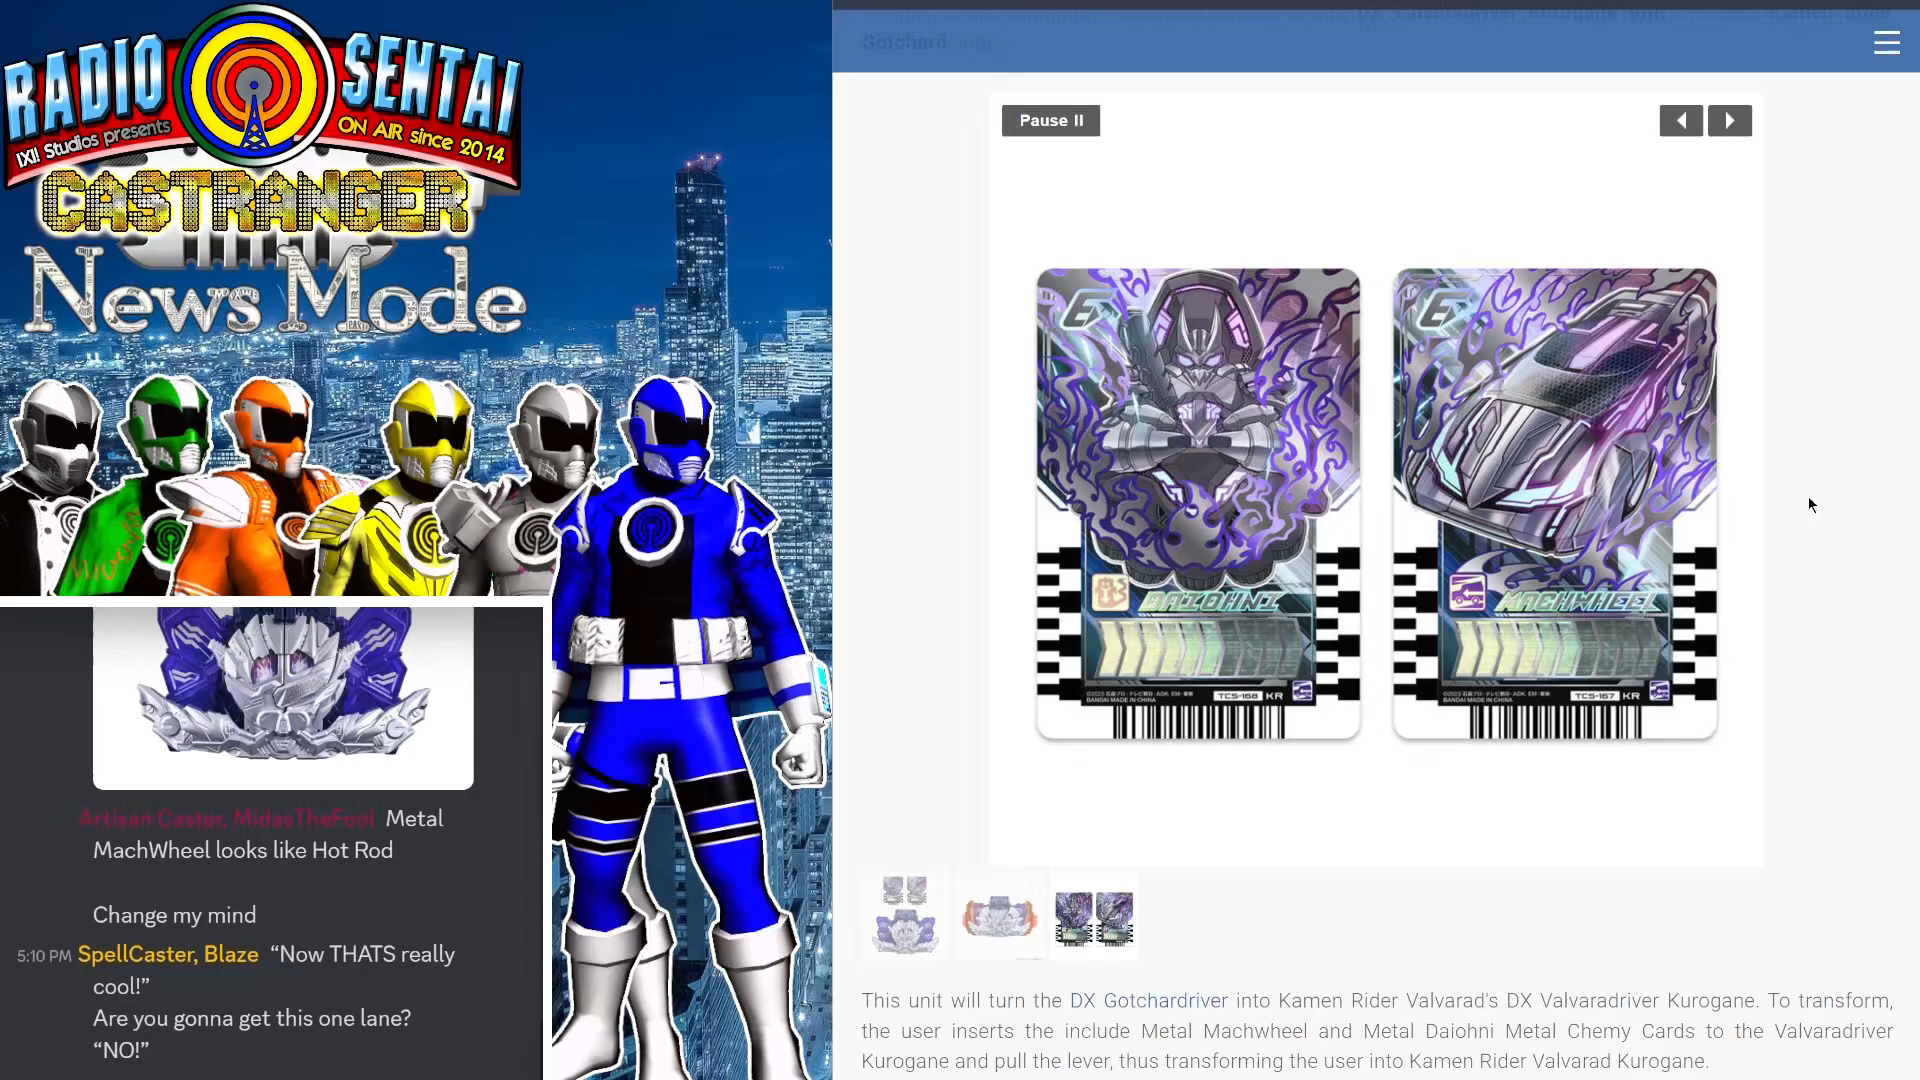 RADIO SENTAI
IXI! Studios presents
ON AIR since 2014
CASTRANGER
News Mode
Artisan Caster, MidasTheFool Metal
MachWheel looks like Hot Rod
Change my mind
5:10 PM SpellCaster, Blaze “Now THATS really
cool!”
Are you gonna get this one lane?
“NO!”
Gotchard
Pause II
DAIOHNI
TCS-168 KR
BANDAI MADE IN CHINA
MACHWHEEL
TCS-167 KR
BANDAI MADE IN CHINA
This unit will turn the DX Gotchardriver into Kamen Rider Valvarad's DX Valvaradriver Kurogane. To transform,
the user inserts the include Metal Machwheel and Metal Daiohni Metal Chemy Cards to the Valvaradriver
Kurogane and pull the lever, thus transforming the user into Kamen Rider Valvarad Kurogane.